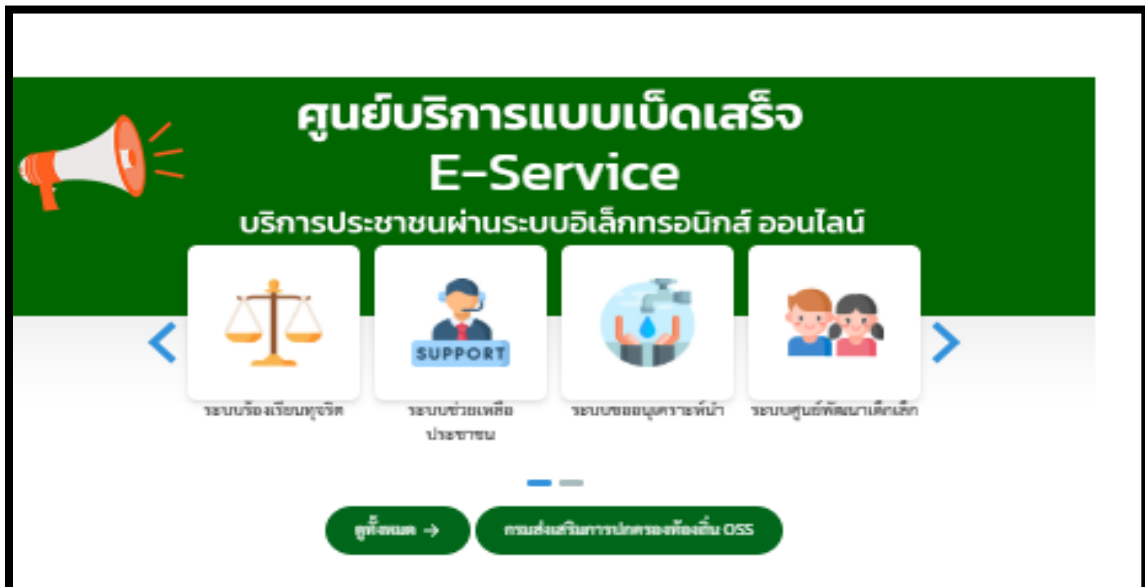 ศูนย์บริการแบบเบ็ดเสร็จ
E-Service
บริการประชาชนผ่านระบบอิเล็กทรอนิกส์ ออนไลน์
SUPPORT
ระบบร้องเรียนทุจริต
ระบบช่วยเหลือ
ประชาชน
ระบบขออนุเคราะห์น้ำ
ระบบศูนย์พัฒนาเด็กเล็ก
ดูทั้งหมด →
กรมส่งเสริมการปกครองท้องถิ่น OSS